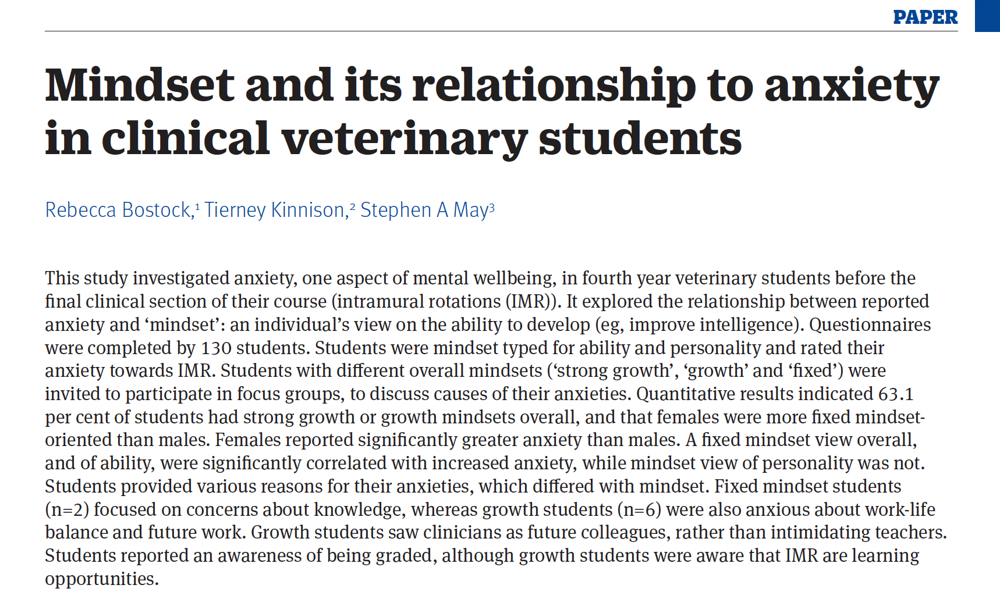 PAPER
Mindset and its relationship to anxiety
in clinical veterinary students
Rebecca Bostock,¹ Tierney Kinnison,² Stephen A May³
This study investigated anxiety, one aspect of mental wellbeing, in fourth year veterinary students before the
final clinical section of their course (intramural rotations (IMR)). It explored the relationship between reported
anxiety and ‘mindset’: an individual’s view on the ability to develop (eg, improve intelligence). Questionnaires
were completed by 130 students. Students were mindset typed for ability and personality and rated their
anxiety towards IMR. Students with different overall mindsets (‘strong growth’, ‘growth’ and ‘fixed’) were
invited to participate in focus groups, to discuss causes of their anxieties. Quantitative results indicated 63.1
per cent of students had strong growth or growth mindsets overall, and that females were more fixed mindset-
oriented than males. Females reported significantly greater anxiety than males. A fixed mindset view overall,
and of ability, were significantly correlated with increased anxiety, while mindset view of personality was not.
Students provided various reasons for their anxieties, which differed with mindset. Fixed mindset students
(n=2) focused on concerns about knowledge, whereas growth students (n=6) were also anxious about work-life
balance and future work. Growth students saw clinicians as future colleagues, rather than intimidating teachers.
Students reported an awareness of being graded, although growth students were aware that IMR are learning
opportunities.